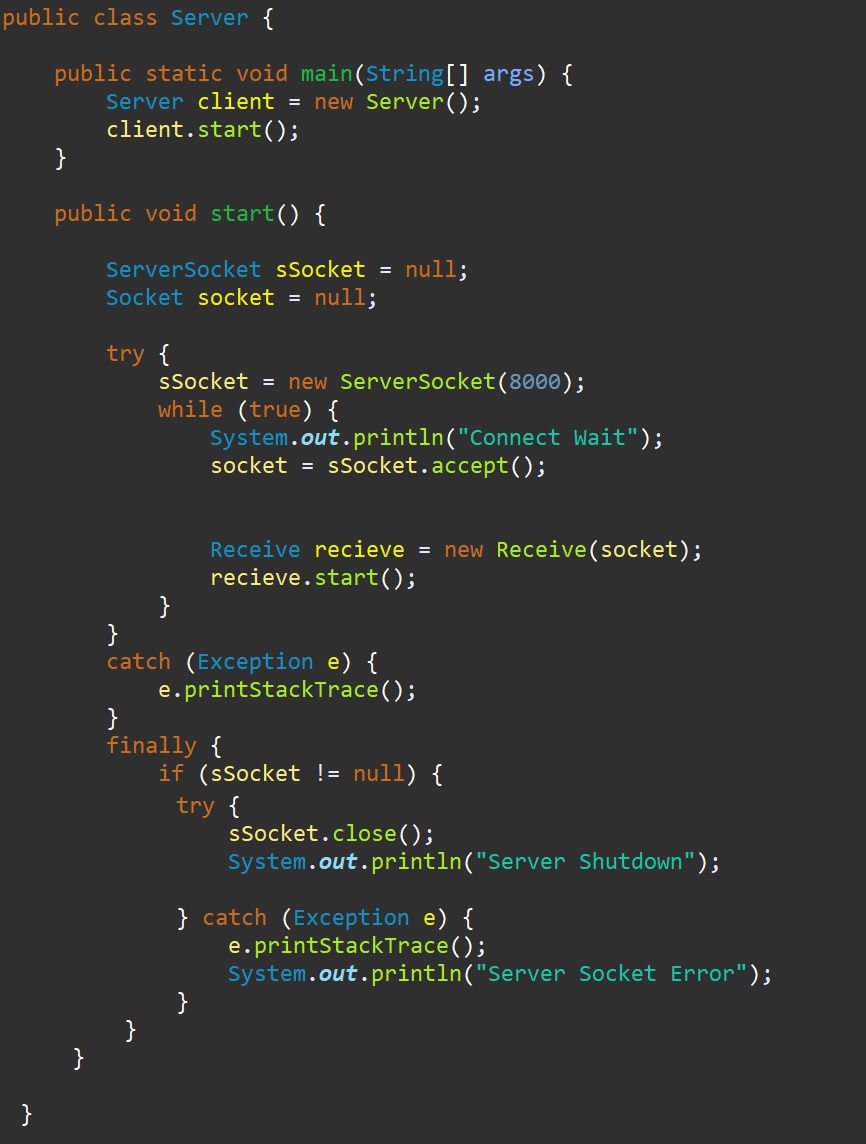 public class Server {
public static void main(String[] args) {
Server client = new Server();
client.start();
}
public void start() {
ServerSocket sSocket = null;
Socket socket = null;
try {
sSocket = new ServerSocket(8000);
while (true) {
System.out.println("Connect Wait");
socket = sSocket.accept();
Receive recieve = new Receive(socket);
recieve.start();
}
}
catch (Exception e) {
e.printStackTrace();
}
finally {
if (sSocket != null) {
try {
sSocket.close();
System.out.println("Server Shutdown");
} catch (Exception e) {
e.printStackTrace();
System.out.println("Server Socket Error");
}
}
}
}